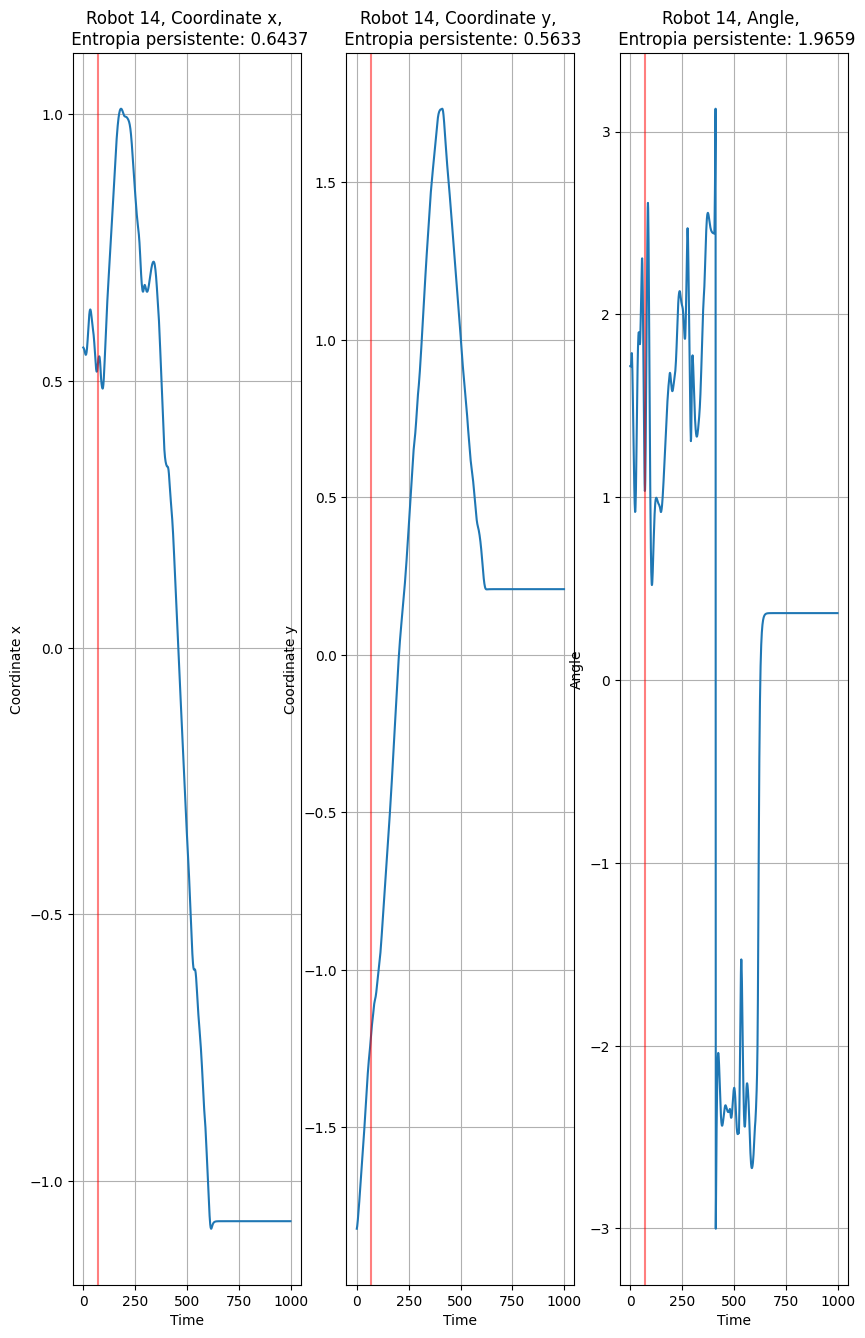 Robot 14, Coordinate x,
Entropia persistente: 0.6437
1.0
0.5
0.0
−0.5
−1.0
Coordinate x
0
250
500
750
1000
Time
Robot 14, Coordinate y,
Entropia persistente: 0.5633
1.5
1.0
0.5
0.0
−0.5
−1.0
−1.5
Coordinate y
0
250
500
750
1000
Time
Robot 14, Angle,
Entropia persistente: 1.9659
3
2
1
0
−1
−2
−3
Angle
0
250
500
750
1000
Time